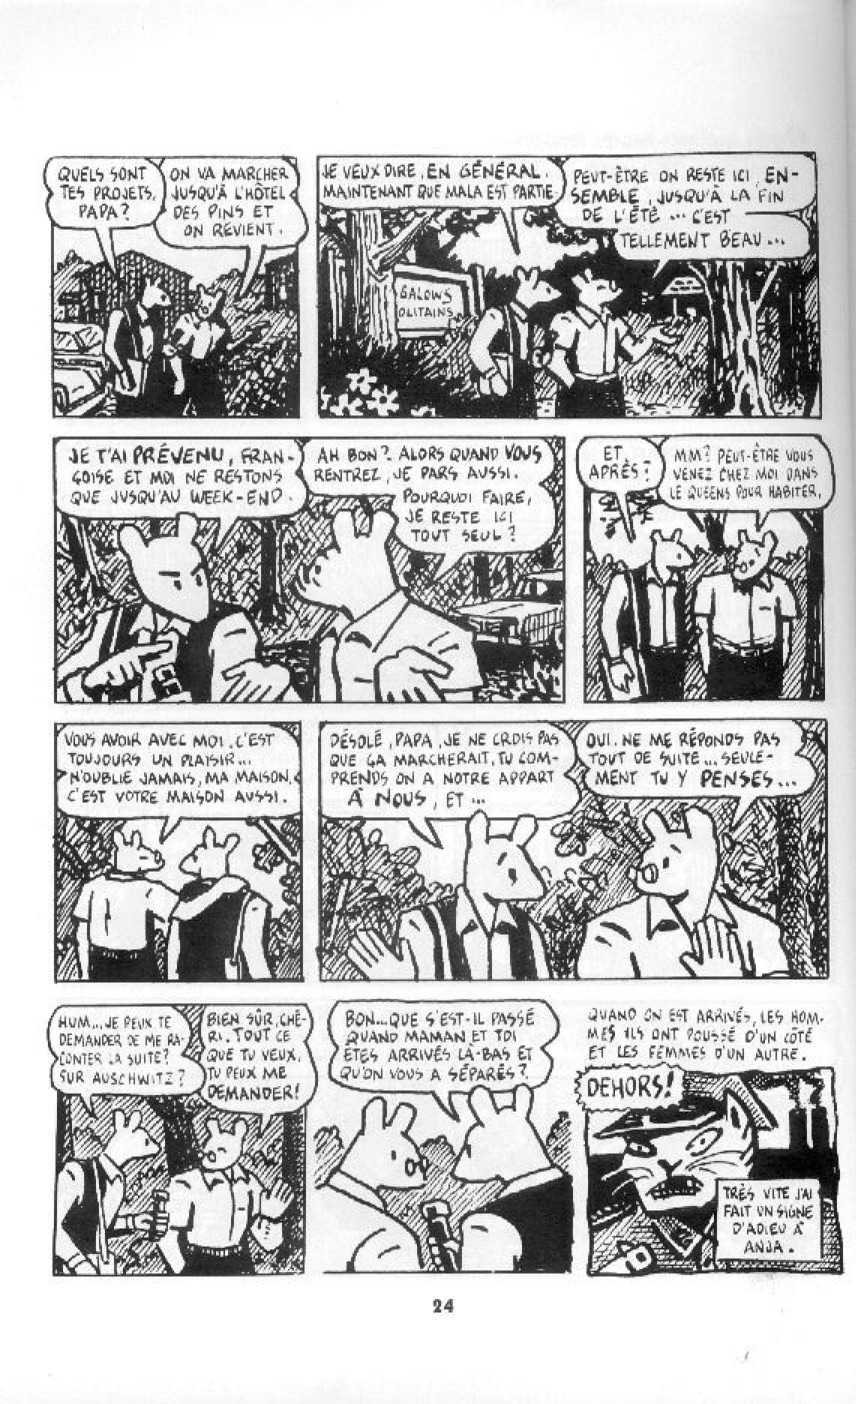 QUELS SONT
TES PROJETS,
PAPA?
ON VA MARCHER
JUSQU'À L'HÔTEL
DES PINS ET
ON REVIENT.
JE VEUX DIRE, EN GÉNÉRAL.
MAINTENANT QUE MALA EST PARTIE.
PEUT-ÊTRE ON RESTE ICI, EN-
SEMBLE, JUSQU'À LA FIN
DE L'ÉTÉ ... C'EST
TELLEMENT BEAU...
GALOWS
OLITAINS
JE T'AI PRÉVENU, FRAN-
ÇOISE ET MOI NE RESTONS
QUE JUSQU'AU WEEK-END.
AH BON? ALORS QUAND VOUS
RENTREZ, JE PARS AUSSI.
POURQUOI FAIRE,
JE RESTE ICI
TOUT SEUL?
ET
APRÈS?
MM? PEUT-ÊTRE VOUS
VENEZ CHEZ MOI DANS
LE QUEENS POUR HABITER.
VOUS AVOIR AVEC MOI, C'EST
TOUJOURS UN PLAISIR...
N'OUBLIE JAMAIS, MA MAISON,
C'EST VOTRE MAISON AUSSI.
DÉSOLÉ, PAPA, JE NE CROIS PAS
QUE ÇA MARCHERAIT, TU COM-
PRENDS ON A NOTRE APPART
À NOUS, ET ...
OUI. NE ME RÉPONDS PAS
TOUT DE SUITE... SEULE-
MENT TU Y PENSES...
HUM... JE PEUX TE
DEMANDER DE ME RA-
CONTER LA SUITE?
SUR AUSCHWITZ?
BIEN SÛR, CHÉ-
RI. TOUT CE
QUE TU VEUX,
TU PEUX ME
DEMANDER!
BON... QUE S'EST-IL PASSÉ
QUAND MAMAN ET TOI
ÊTES ARRIVÉS LÀ-BAS ET
QU'ON VOUS A SÉPARÉS?
QUAND ON EST ARRIVÉS, LES HOM-
MES ILS ONT POUSSÉ D'UN CÔTÉ
ET LES FEMMES D'UN AUTRE.
DEHORS!
TRÈS VITE J'AI
FAIT UN SIGNE
D'ADIEU À
ANJA.
24